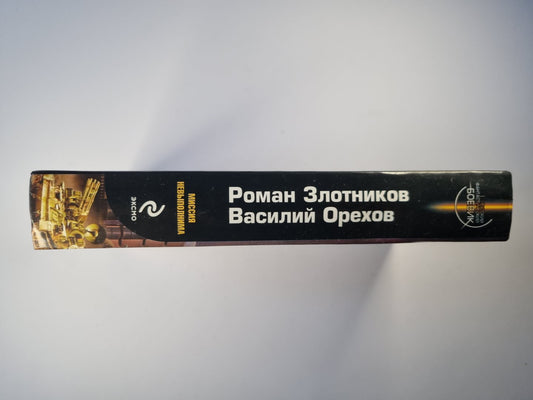 Роман Злотников
Василий Орехов
МИССИЯ
НЕВЫПОЛНИМА
ЭКСМО
БОЕВИК